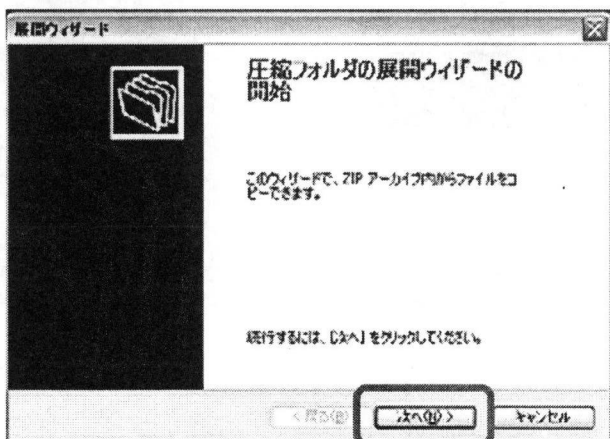 展開ウィザード
圧縮フォルダの展開ウィザードの
開始
このウィザードで、ZIP アーカイブ内からファイルをコ
ピーできます。
続行するには、[次へ] をクリックしてください。
< 戻る(B)
次へ(N) >
キャンセル